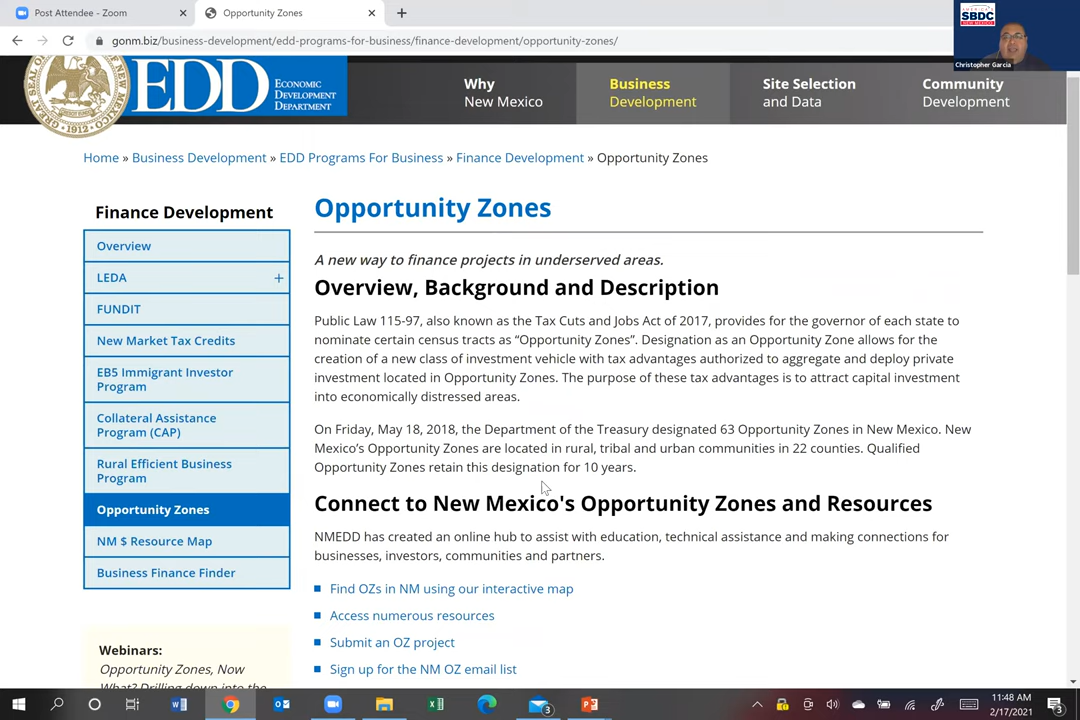 Post Attendee - Zoom
Opportunity Zones
gonm.biz/business-development/edd-programs-for-business/finance-development/opportunity-zones/
AMERICA'S
SBDC
NEW MEXICO
Christopher Garcia
GREAT SEAL OF
1912
EDD
ECONOMIC
DEVELOPMENT
DEPARTMENT
Why
New Mexico
Business
Development
Site Selection
and Data
Community
Development
Home » Business Development » EDD Programs For Business » Finance Development » Opportunity Zones
Finance Development
Overview
LEDA +
FUNDIT
New Market Tax Credits
EB5 Immigrant Investor
Program
Collateral Assistance
Program (CAP)
Rural Efficient Business
Program
Opportunity Zones
NM $ Resource Map
Business Finance Finder
Webinars:
Opportunity Zones, Now
What? Drilling down into the
Opportunity Zones
A new way to finance projects in underserved areas.
Overview, Background and Description
Public Law 115-97, also known as the Tax Cuts and Jobs Act of 2017, provides for the governor of each state to
nominate certain census tracts as “Opportunity Zones”. Designation as an Opportunity Zone allows for the
creation of a new class of investment vehicle with tax advantages authorized to aggregate and deploy private
investment located in Opportunity Zones. The purpose of these tax advantages is to attract capital investment
into economically distressed areas.
On Friday, May 18, 2018, the Department of the Treasury designated 63 Opportunity Zones in New Mexico. New
Mexico’s Opportunity Zones are located in rural, tribal and urban communities in 22 counties. Qualified
Opportunity Zones retain this designation for 10 years.
Connect to New Mexico's Opportunity Zones and Resources
NMEDD has created an online hub to assist with education, technical assistance and making connections for
businesses, investors, communities and partners.
Find OZs in NM using our interactive map
Access numerous resources
Submit an OZ project
Sign up for the NM OZ email list
3
11:48 AM
2/17/2021
3